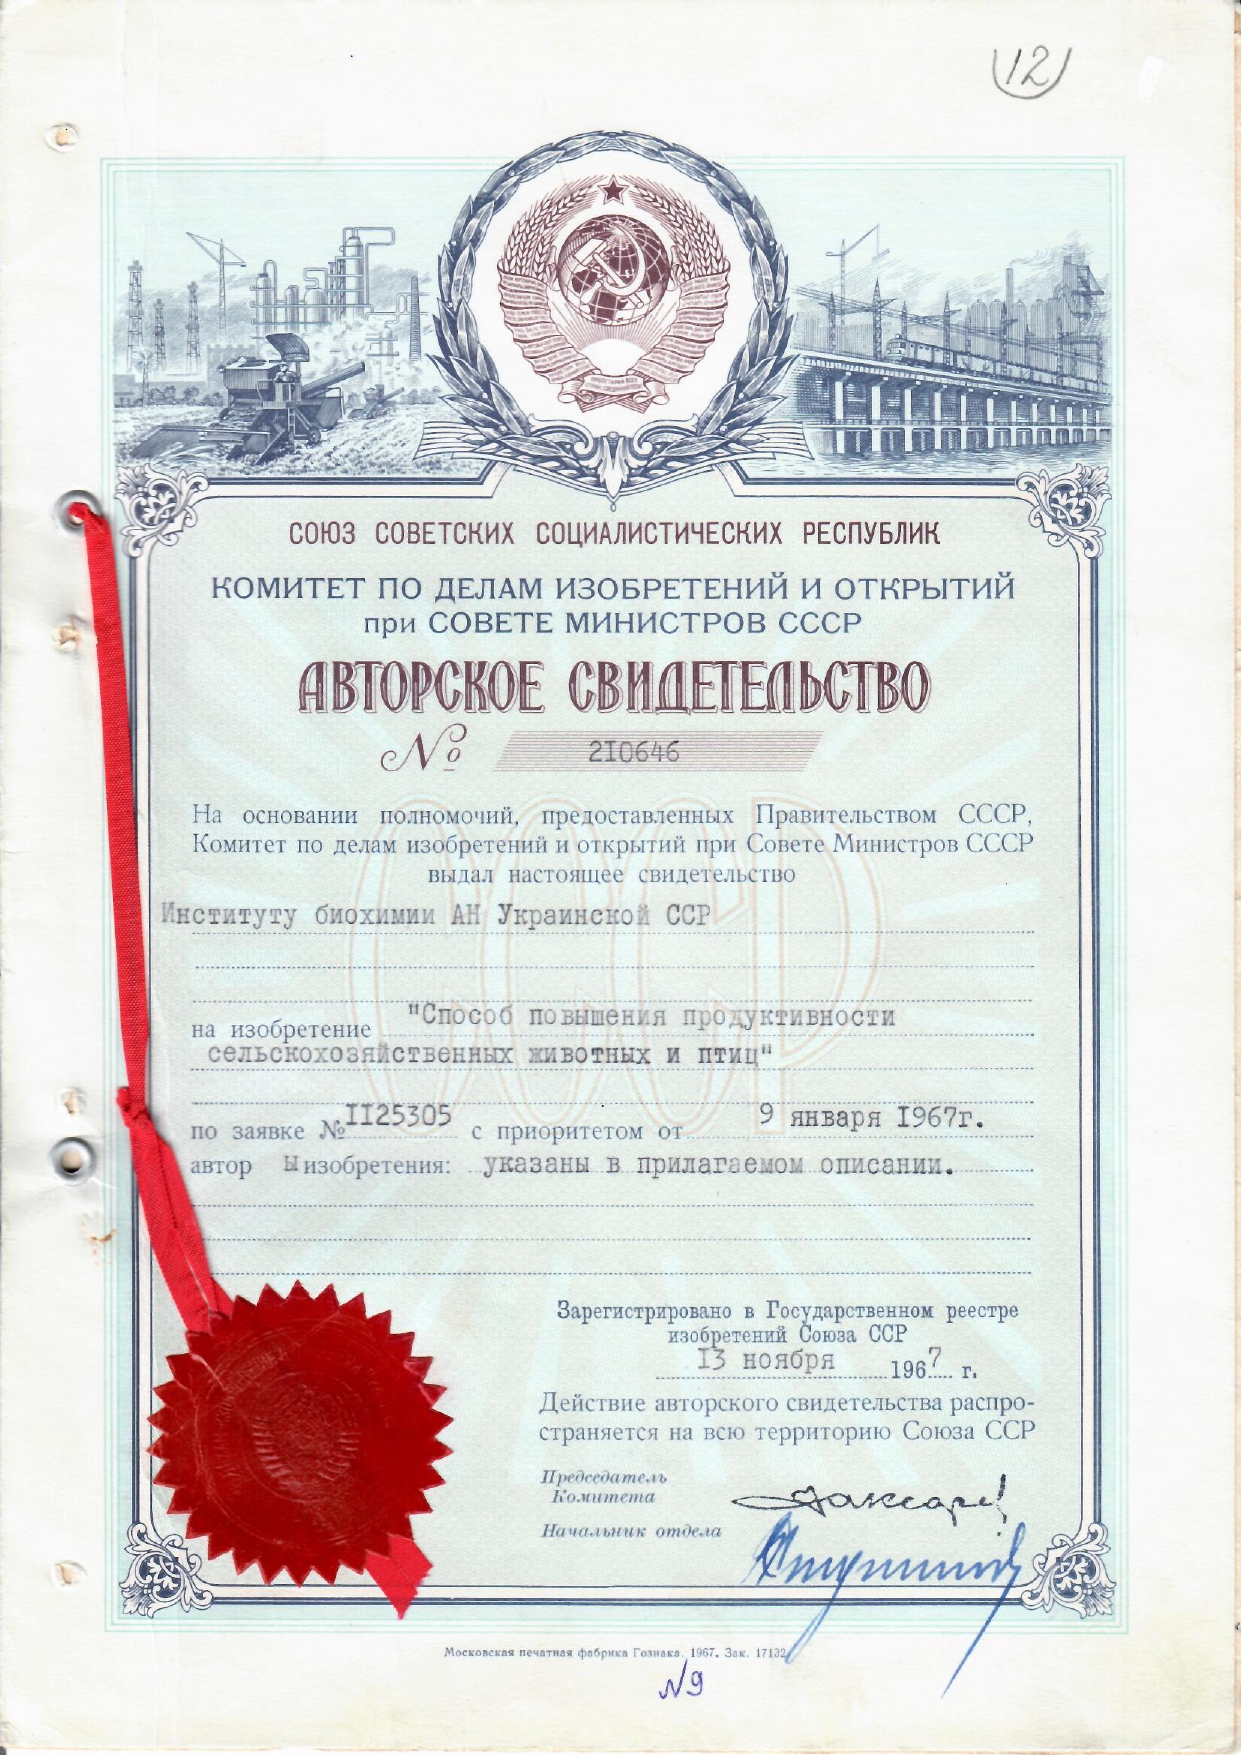 12
СОЮЗ СОВЕТСКИХ СОЦИАЛИСТИЧЕСКИХ РЕСПУБЛИК
КОМИТЕТ ПО ДЕЛАМ ИЗОБРЕТЕНИЙ И ОТКРЫТИЙ
при СОВЕТЕ МИНИСТРОВ СССР
АВТОРСКОЕ СВИДЕТЕЛЬСТВО
№ 2I0646
На основании полномочий, предоставленных Правительством СССР,
Комитет по делам изобретений и открытий при Совете Министров СССР
выдал настоящее свидетельство
Институту биохимии АН Украинской ССР
на изобретение "Способ повышения продуктивности
сельскохозяйственных животных и птиц"
по заявке № II25305 с приоритетом от 9 января I967г.
автор ы изобретения: указаны в прилагаемом описании.
Зарегистрировано в Государственном реестре
изобретений Союза ССР
I3 ноября 1967 г.
Действие авторского свидетельства распро-
страняется на всю территорию Союза ССР
Председатель
Комитета
Начальник отдела
Московская печатная фабрика Гознака. 1967. Зак. 17132
№9